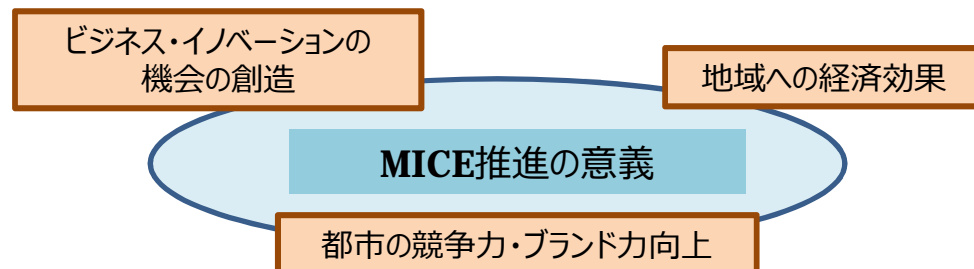 ビジネス・イノベーションの
機会の創造
地域への経済効果
MICE推進の意義
都市の競争力・ブランド力向上